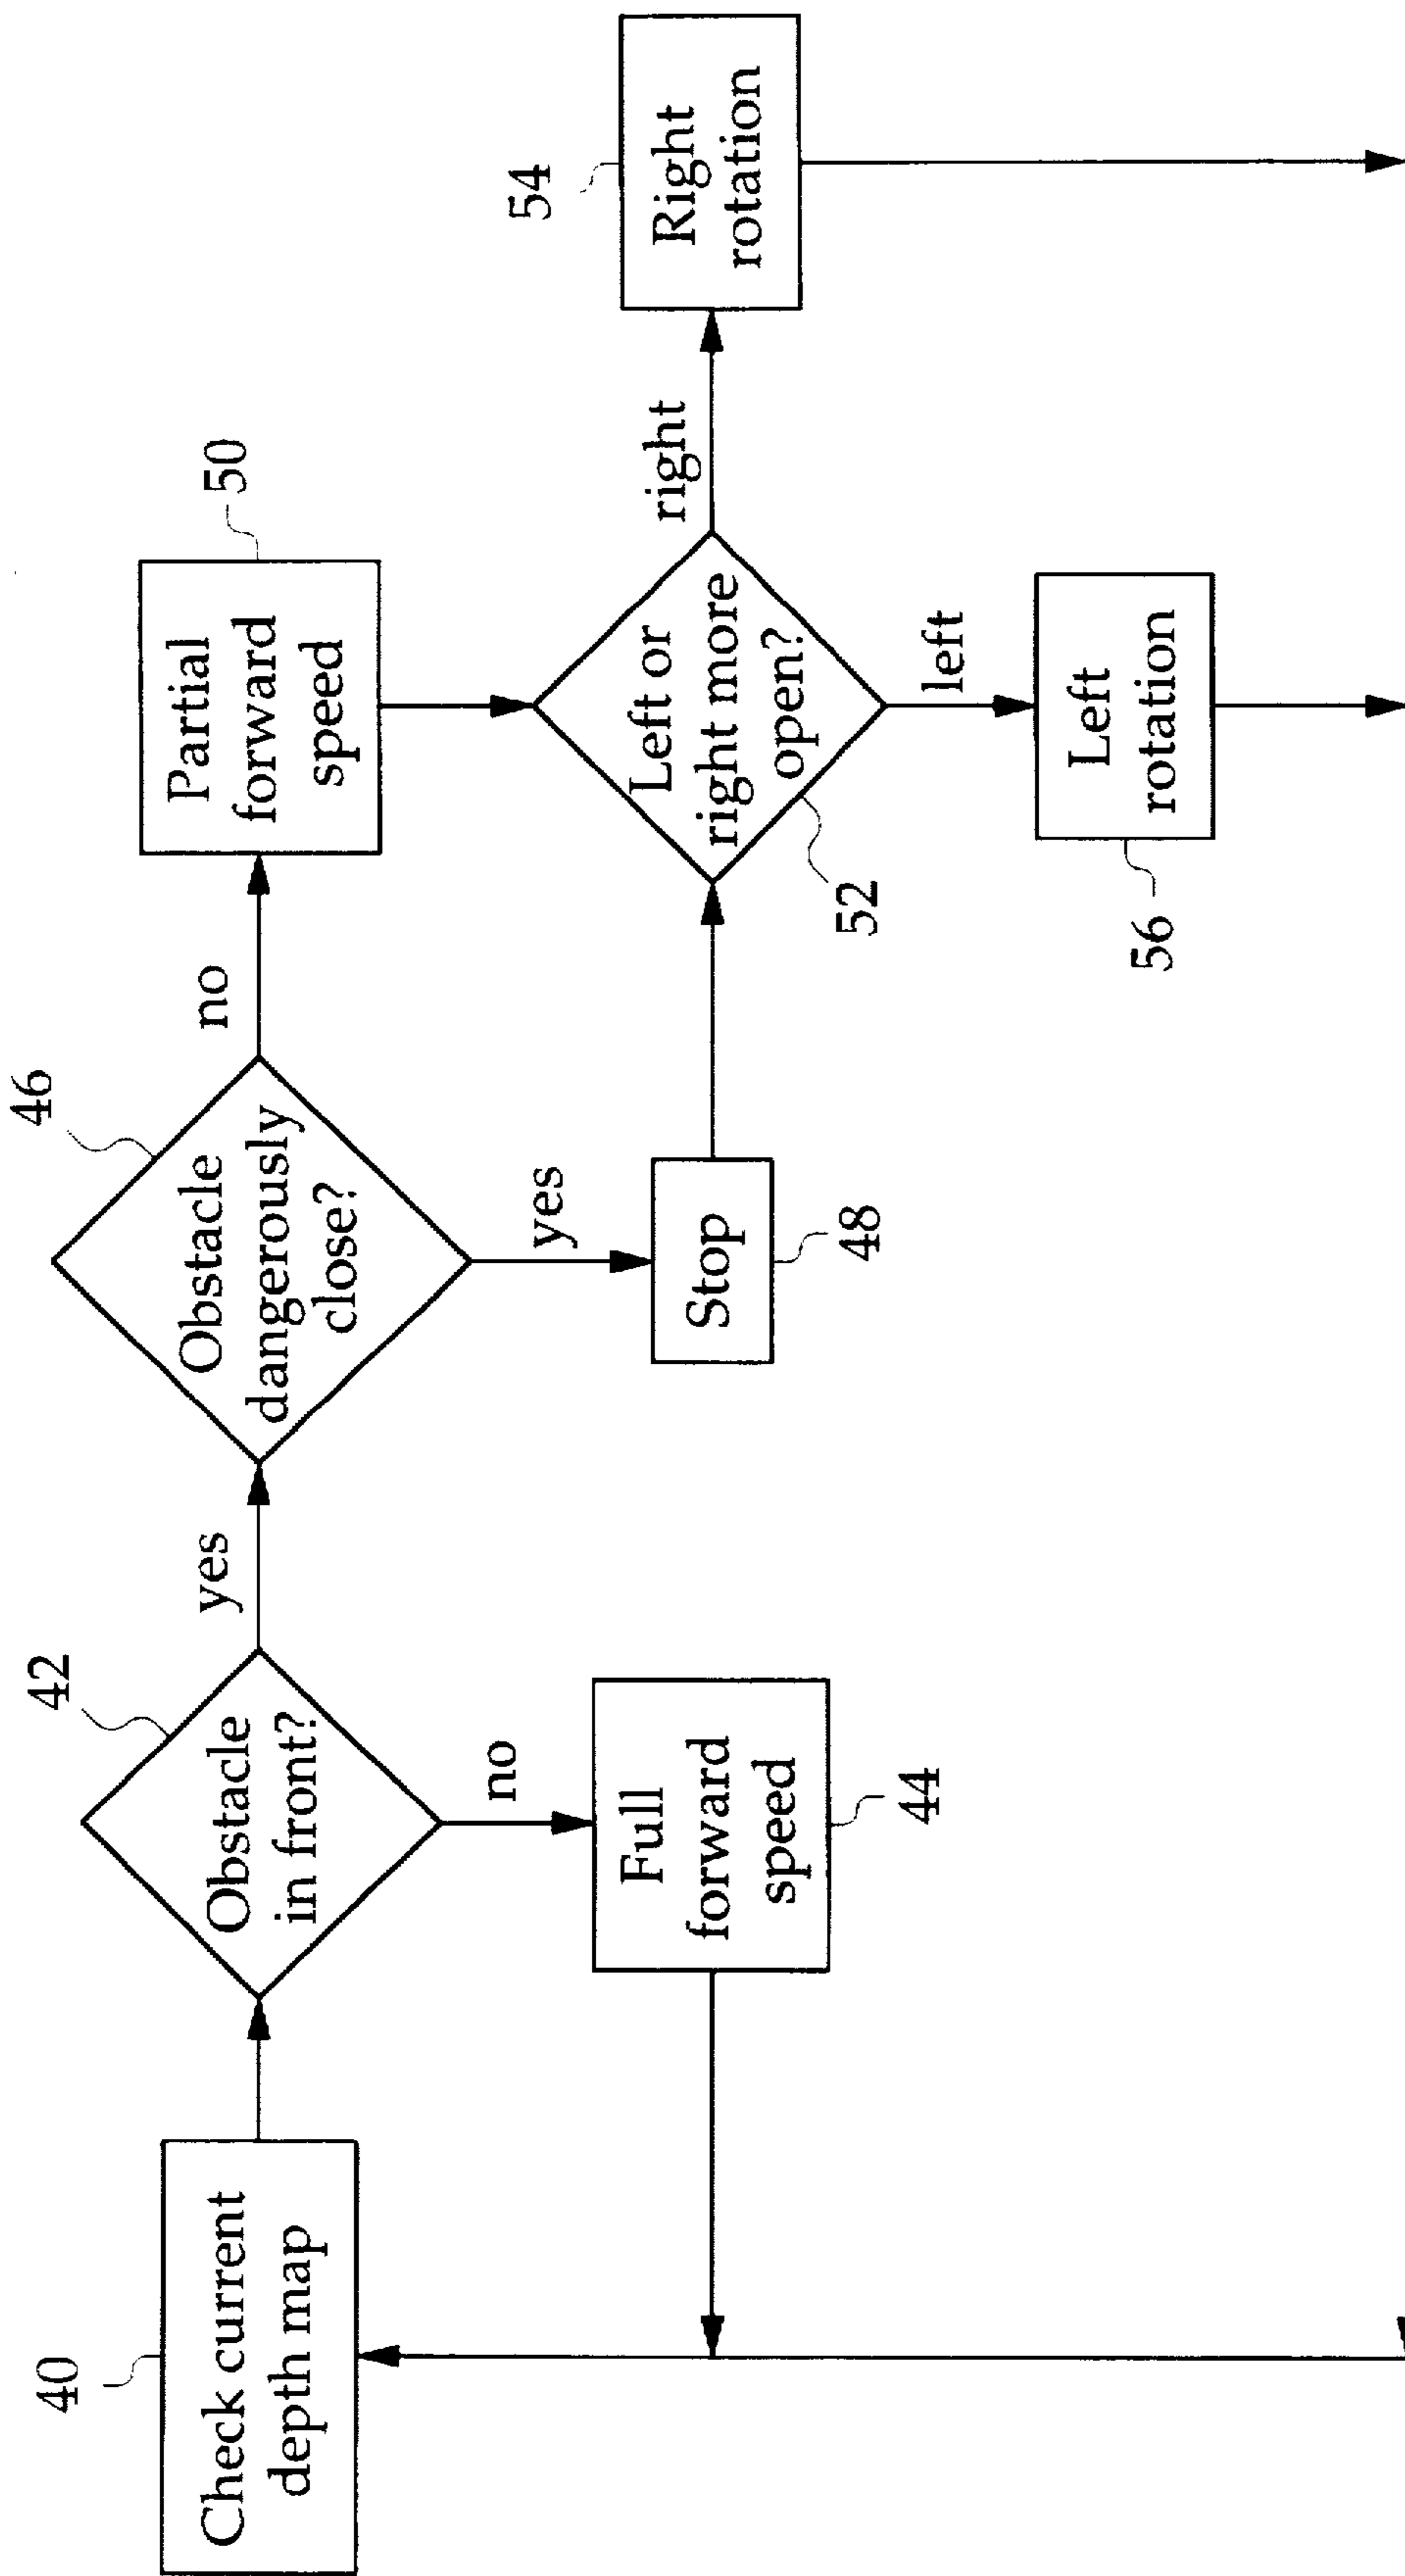 40
Check current
depth map
42
Obstacle
in front?
yes
no
44
Full
forward
speed
46
Obstacle
dangerously
close?
no
yes
Stop
48
50
Partial
forward
speed
Left or
right more
open?
52
right
left
54
Right
rotation
Left
rotation
56